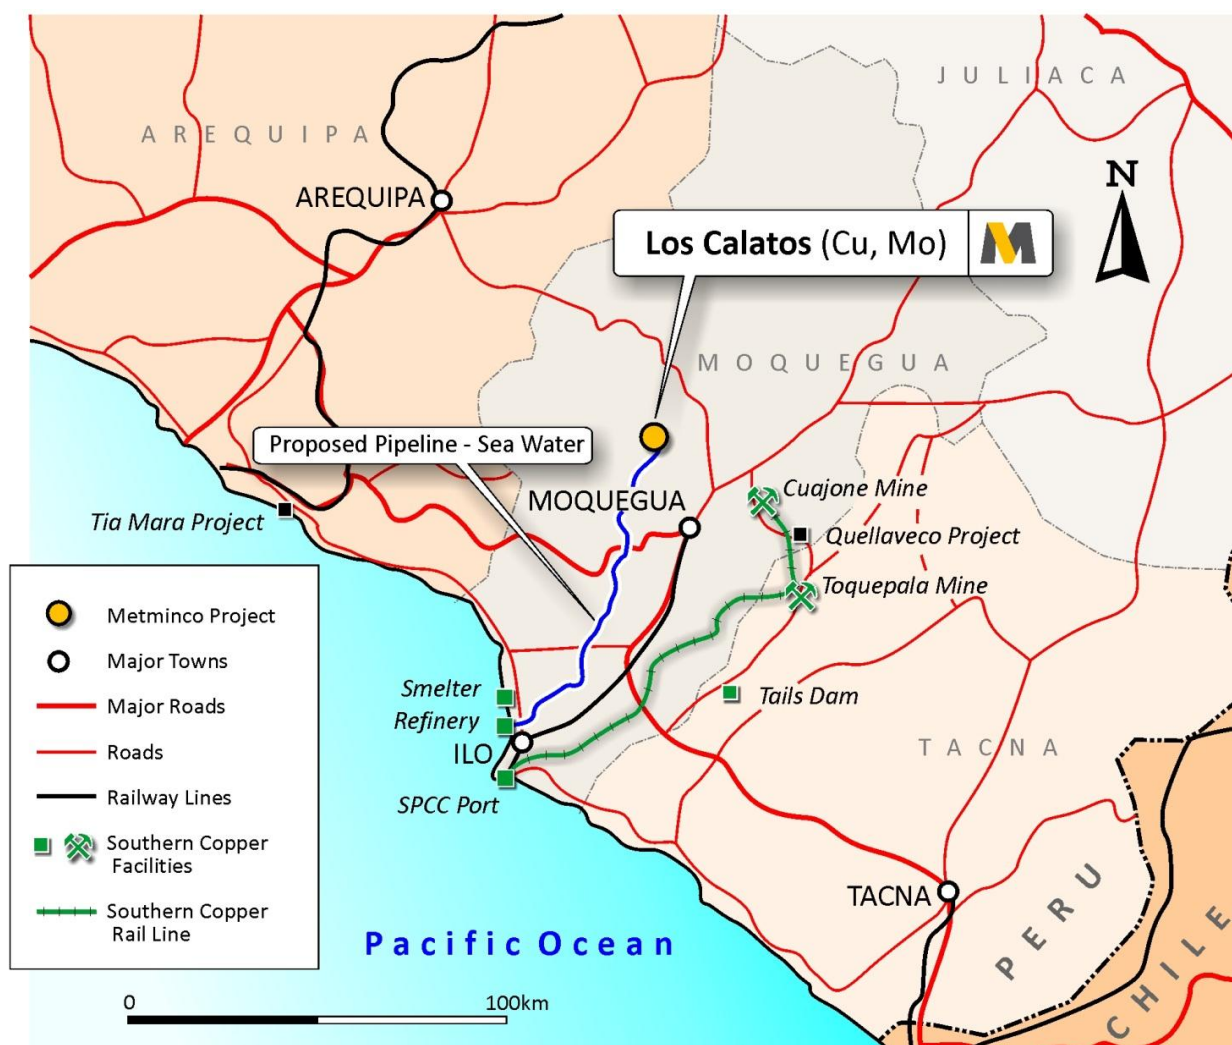 JULIACA
AREQUIPA
N
AREQUIPA
Los Calatos (Cu, Mo)
MOQUEGUA
Proposed Pipeline - Sea Water
MOQUEGUA
Cuajone Mine
Tia Mara Project
Quellaveco Project
Toquepala Mine
Metminco Project
Major Towns
Major Roads
Roads
Railway Lines
Southern Copper
Facilities
Southern Copper
Rail Line
Smelter
Refinery
ILO
SPCC Port
Tails Dam
TACNA
TACNA
PERU
CHILE
Pacific Ocean
0 100km